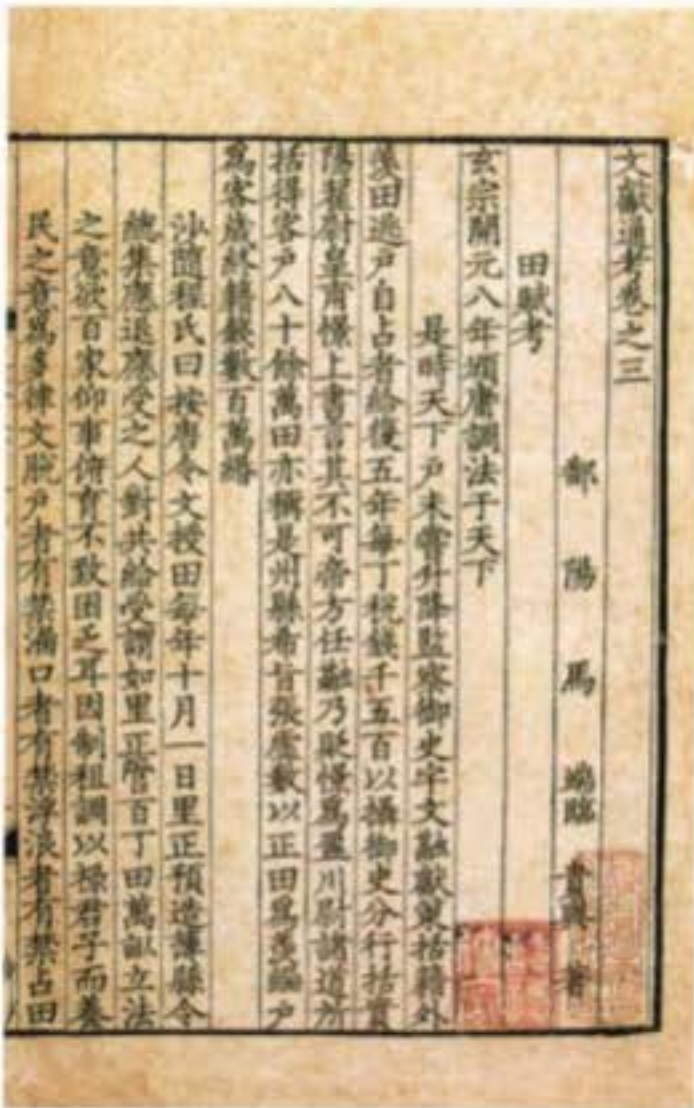 文獻通考卷之三
鄱陽馬端臨貴與著
田賦考
玄宗開元八年頒庸調法于天下
是時天下戶未嘗升降監察御史宇文融獻策括籍外
羨田逃戶自占者給復五年每丁稅錢千五百以攝御史分行括實
陽翟尉皇甫憬上書言其不可帝方任融乃貶憬為盈川尉諸道所
括得客戶八十餘萬田亦稱是州縣希旨張虛數以正田為羨編戶
為客歲終籍錢數百萬緡
沙隨程氏曰按唐令文授田每年十月一日里正預造簿縣令
總集應退應受之人對共給受謂如里正管百丁田萬畝立法
之意欲百家仰事俯育不致困乏耳因制租調以祿君子而養
民之意為多律文脫戶者有禁漏口者有禁浮浪者有禁占田